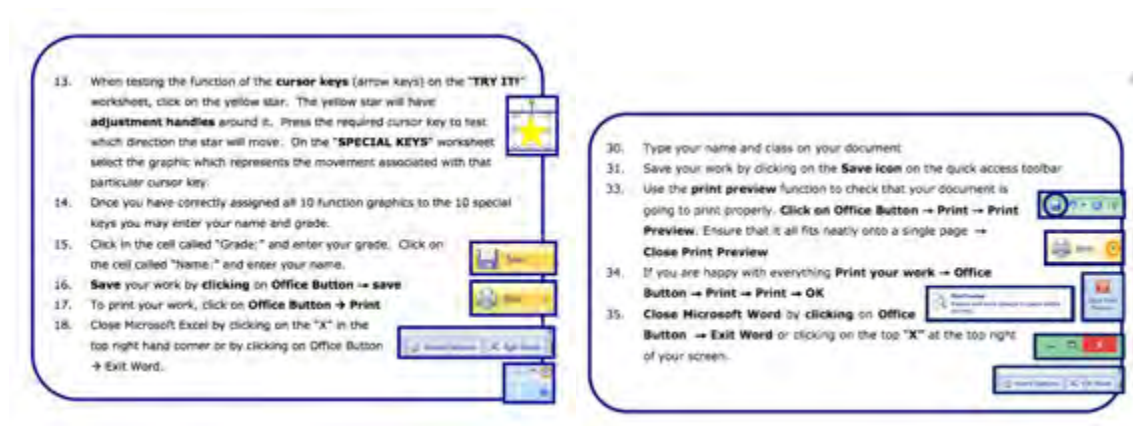 13. When testing the function of the cursor keys (arrow keys) on the "TRY IT!"
worksheet, click on the yellow star. The yellow star will have
adjustment handles around it. Press the required cursor key to test
which direction the star will move. On the "SPECIAL KEYS" worksheet
select the graphic which represents the movement associated with that
particular cursor key.
14. Once you have correctly assigned all 10 function graphics to the 10 special
keys you may enter your name and grade.
15. Click in the cell called "Grade:" and enter your grade. Click on
the cell called "Name:" and enter your name.
16. Save your work by clicking on Office Button → save
17. To print your work, click on Office Button → Print
18. Close Microsoft Excel by clicking on the "X" in the
top right hand corner or by clicking on Office Button
→ Exit Word.
30. Type your name and class on your document
31. Save your work by clicking on the Save icon on the quick access toolbar
33. Use the print preview function to check that your document is
going to print properly. Click on Office Button → Print → Print
Preview. Ensure that it all fits neatly onto a single page →
Close Print Preview
34. If you are happy with everything Print your work → Office
Button → Print → Print → OK
35. Close Microsoft Word by clicking on Office
Button → Exit Word or clicking on the top "X" at the top right
of your screen.